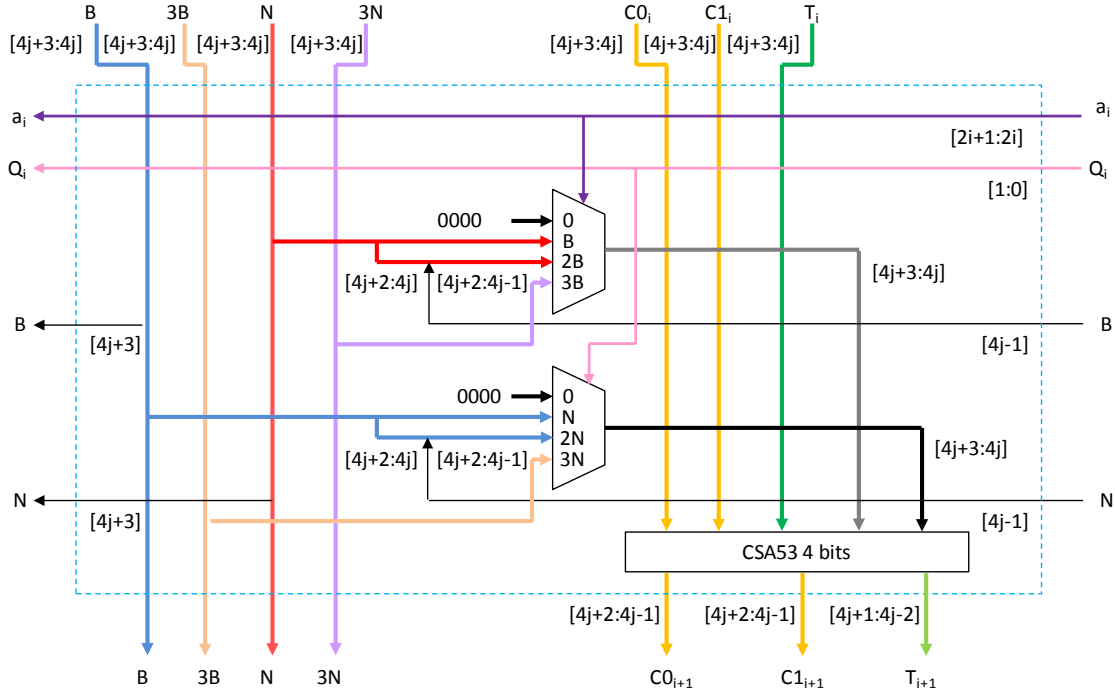 B 3B N 3N C0i C1i Ti
[4j+3:4j] [4j+3:4j] [4j+3:4j] [4j+3:4j] [4j+3:4j] [4j+3:4j] [4j+3:4j]
ai ai
[2i+1:2i]
Qi Qi
[1:0]
0000 0
B
2B
[4j+2:4j] [4j+2:4j-1] 3B [4j+3:4j]
B B
[4j+3] [4j-1]
0000 0
N
2N
[4j+2:4j] [4j+2:4j-1] 3N [4j+3:4j]
N N
[4j+3] [4j-1]
CSA53 4 bits
[4j+2:4j-1] [4j+2:4j-1] [4j+1:4j-2]
B 3B N 3N C0i+1 C1i+1 Ti+1